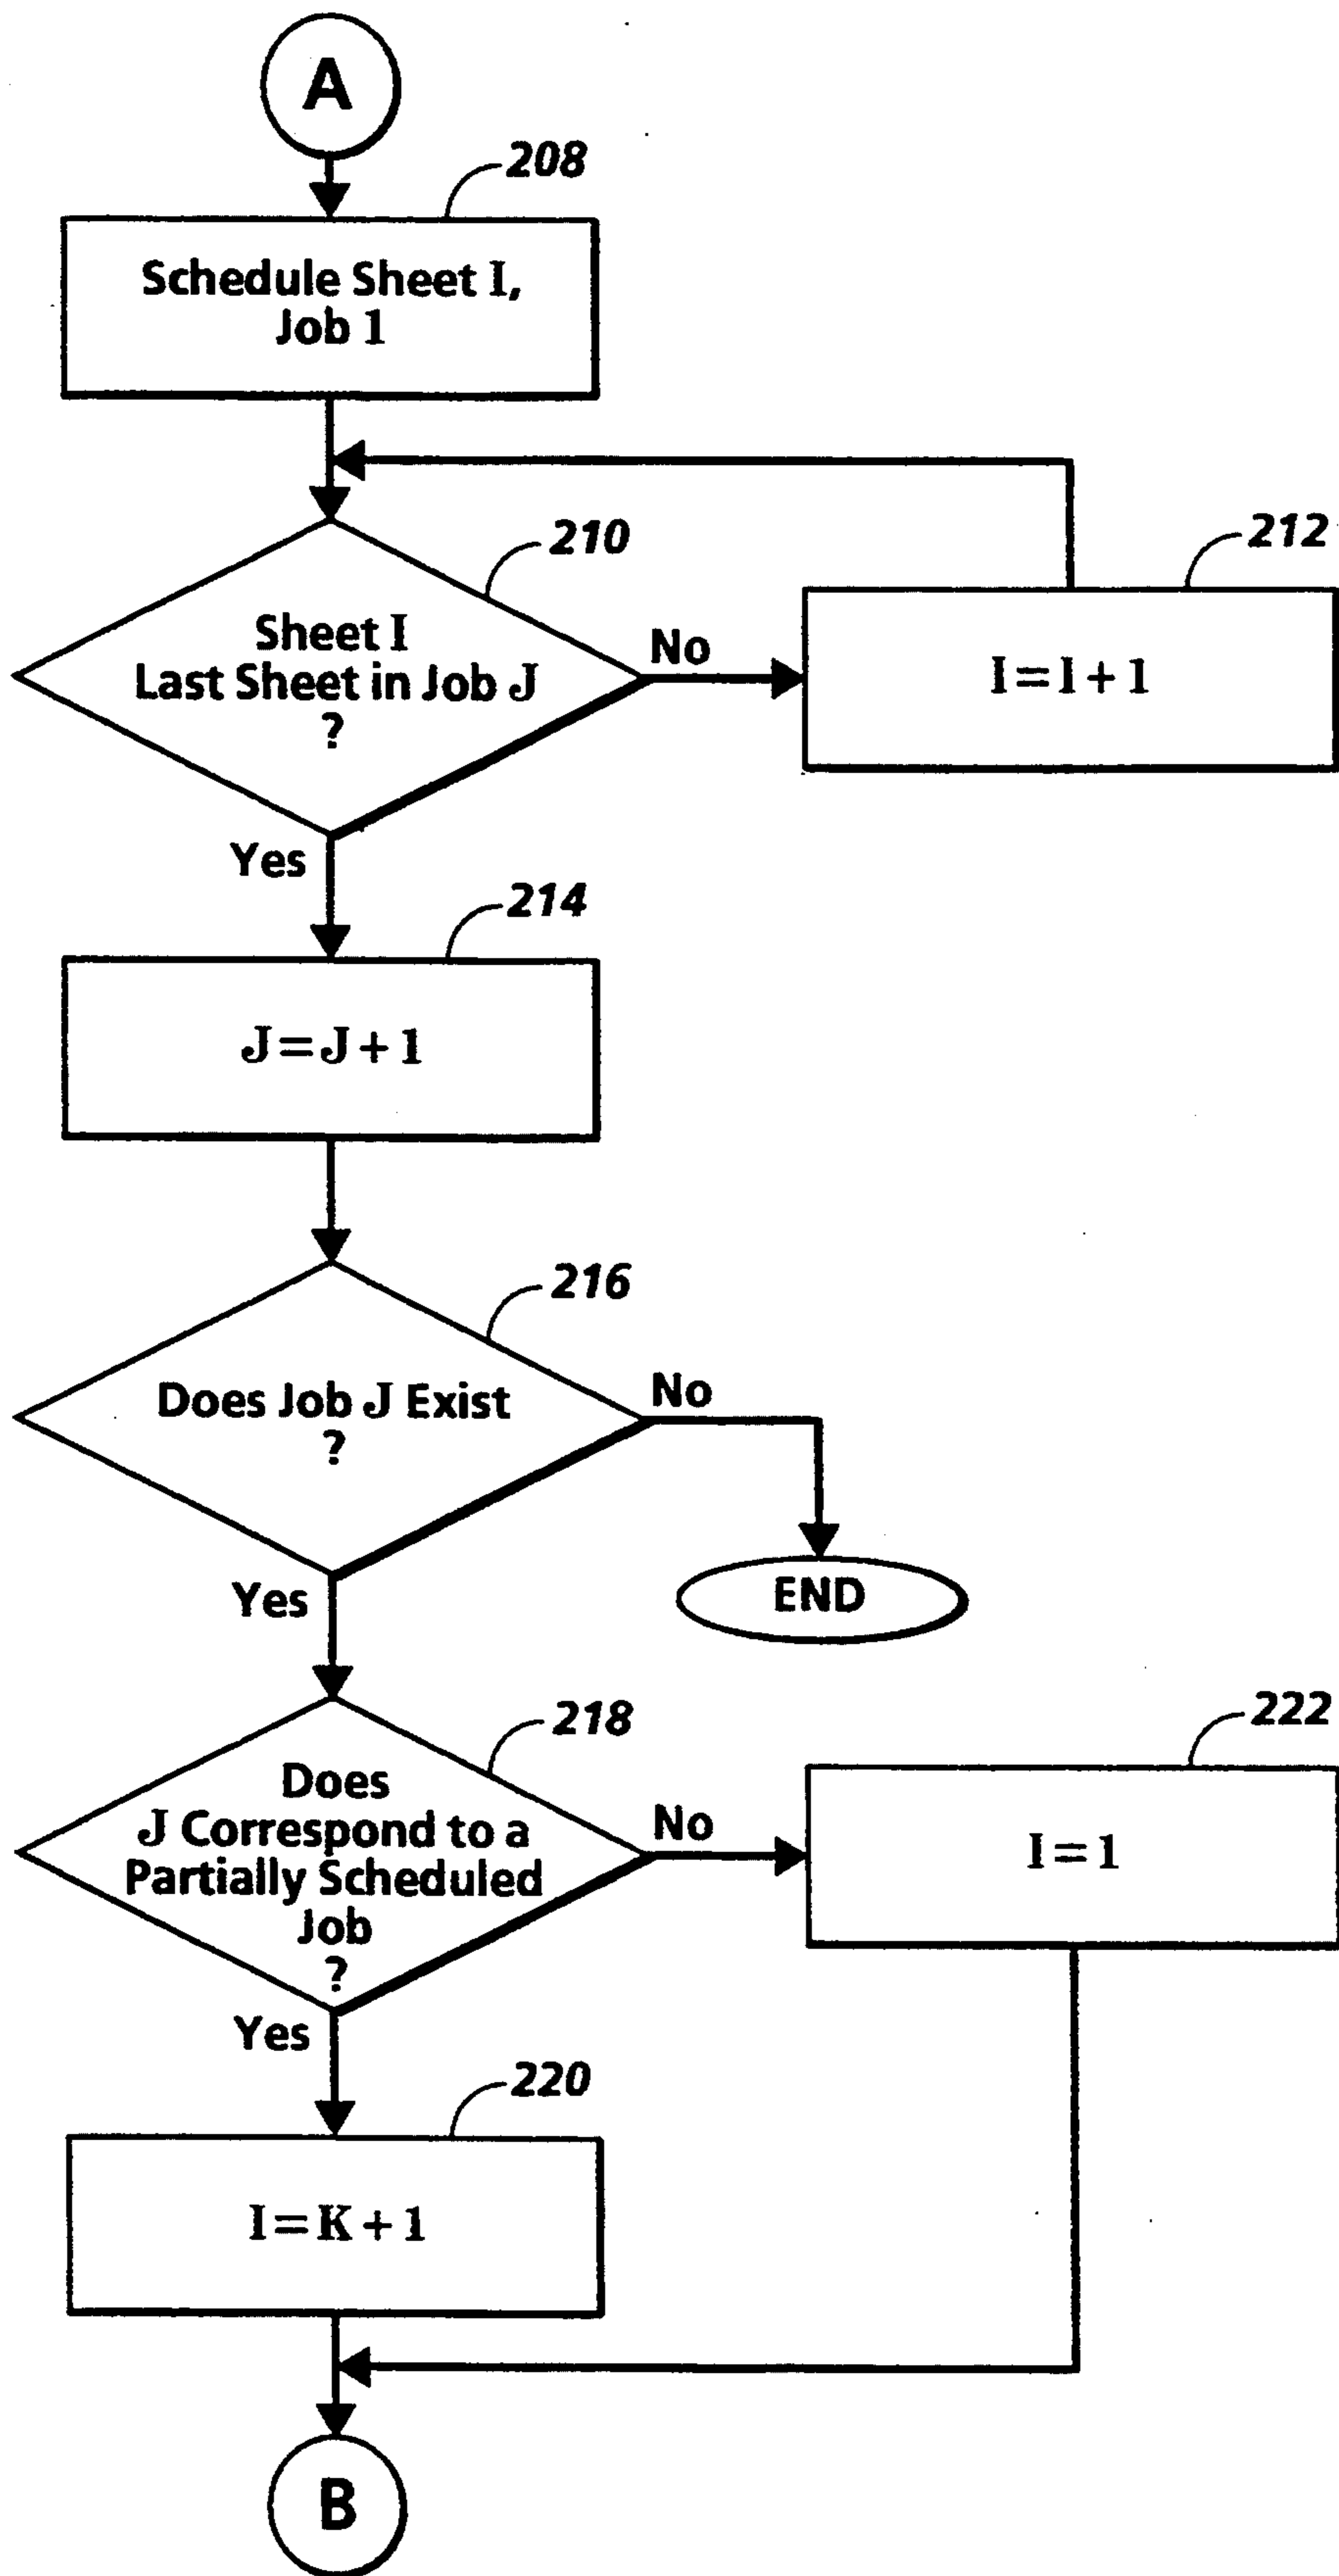 A
208
Schedule Sheet I,
Job 1
210
Sheet I
Last Sheet in Job J
?
No
212
I=I+1
Yes
214
J=J+1
216
Does Job J Exist
?
No
END
Yes
218
Does
J Correspond to a
Partially Scheduled
Job
?
No
222
I=1
Yes
220
I=K+1
B